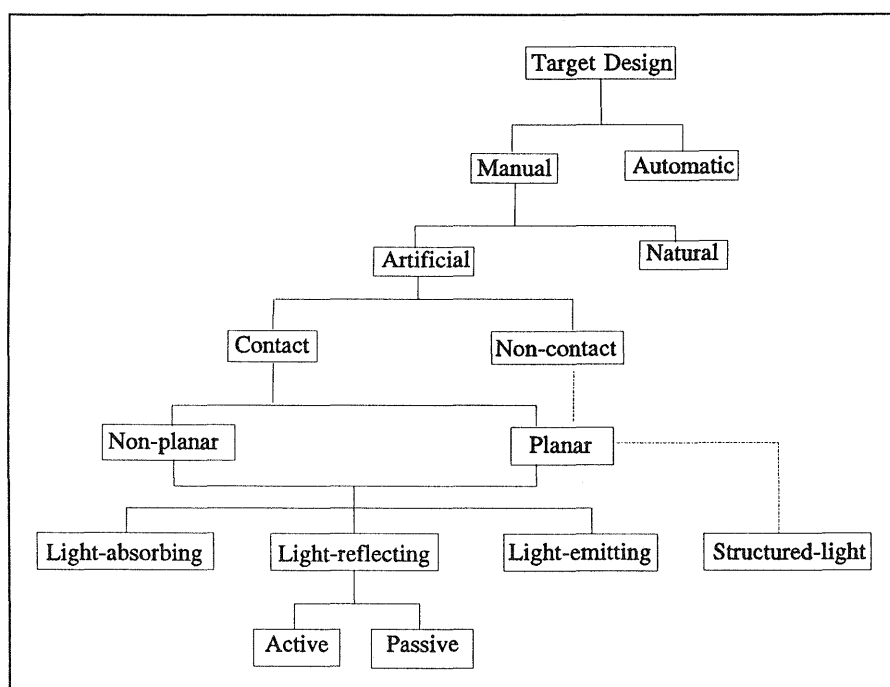 Target Design
Manual
Automatic
Artificial
Natural
Contact
Non-contact
Non-planar
Planar
Light-absorbing
Light-reflecting
Light-emitting
Structured-light
Active
Passive